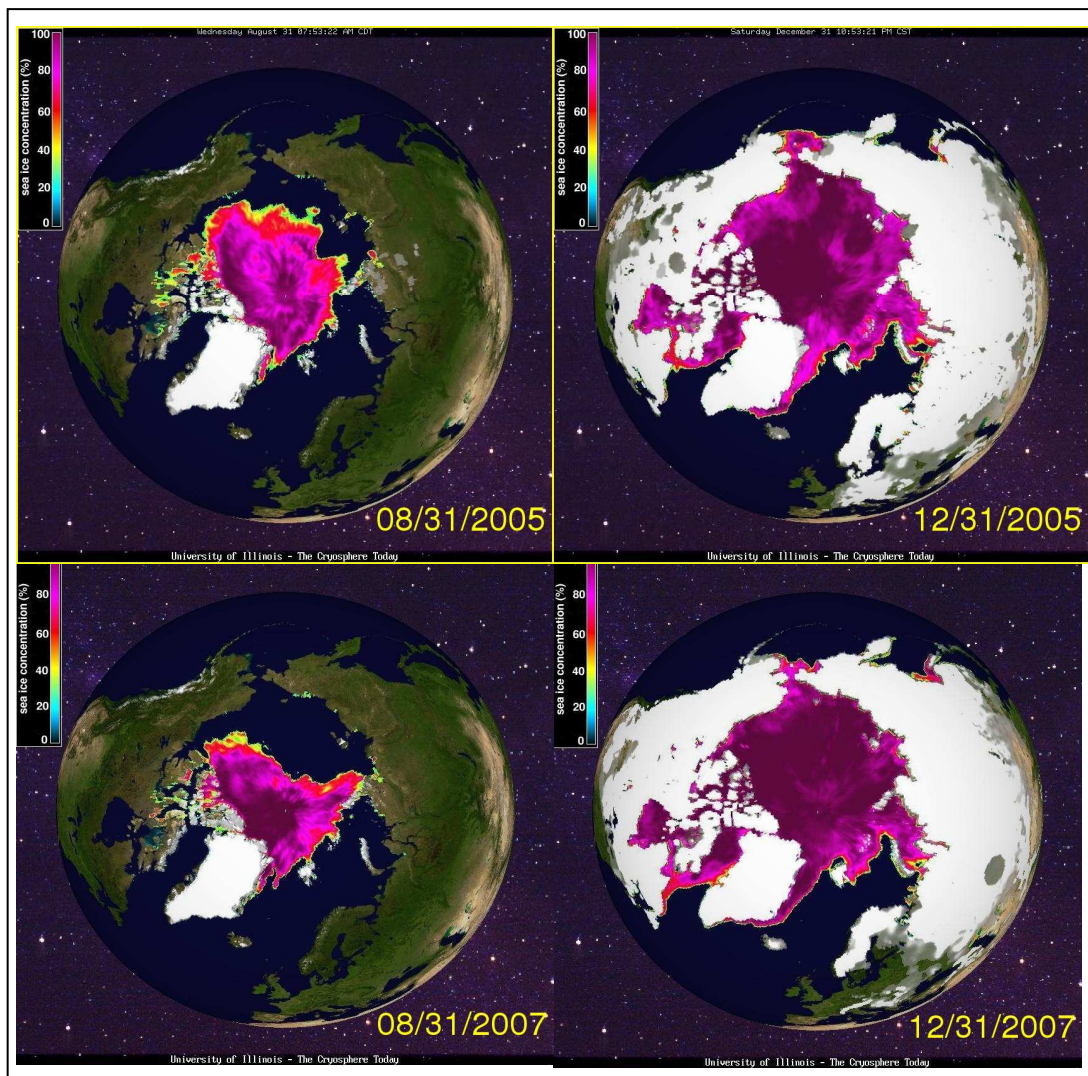 Wednesday August 31 07:53:22 AM CDT
100
80
60
40
20
0
sea ice concentration (%)
08/31/2005
University of Illinois - The Cryosphere Today
Saturday December 31 10:53:21 PM CST
100
80
60
40
20
0
sea ice concentration (%)
12/31/2005
University of Illinois - The Cryosphere Today
80
60
40
20
0
sea ice concentration (%)
08/31/2007
University of Illinois - The Cryosphere Today
80
60
40
20
0
sea ice concentration (%)
12/31/2007
University of Illinois - The Cryosphere Today